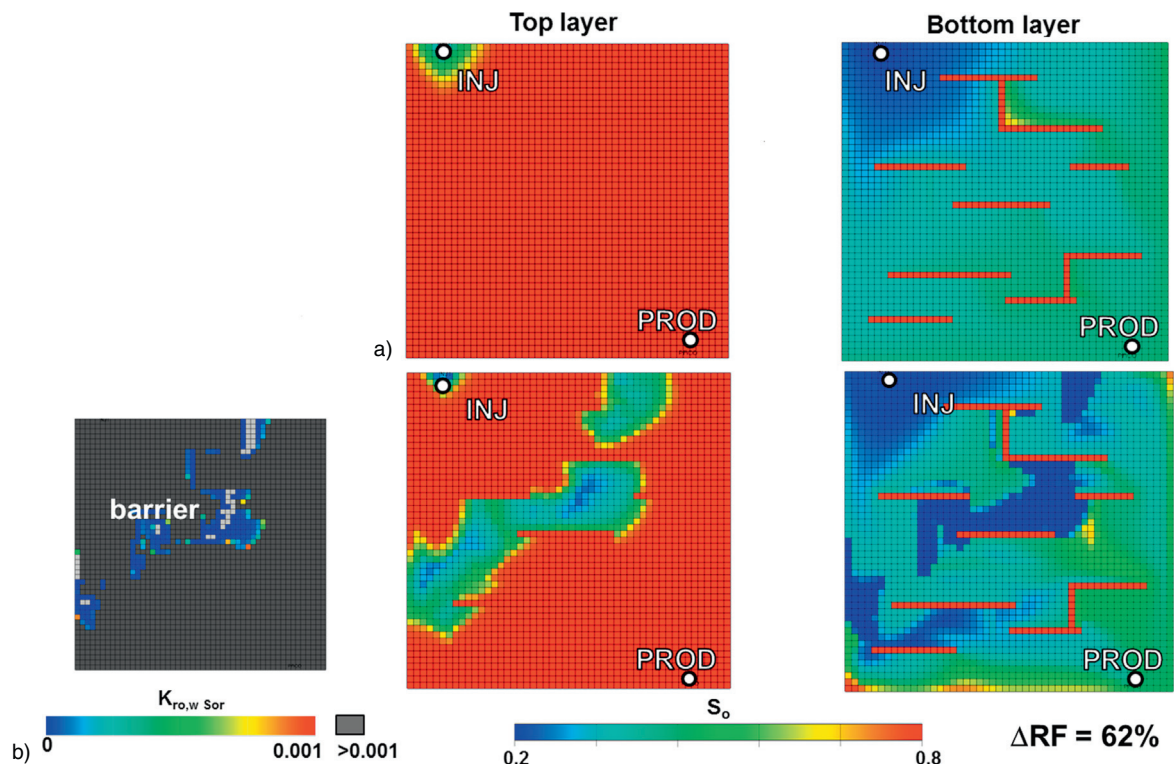 Top layer
Bottom layer
INJ
INJ
PROD
PROD
a)
INJ
INJ
barrier
PROD
PROD
Kro,w Sor
So
0
0.001
>0.001
0.2
0.8
ΔRF = 62%
b)